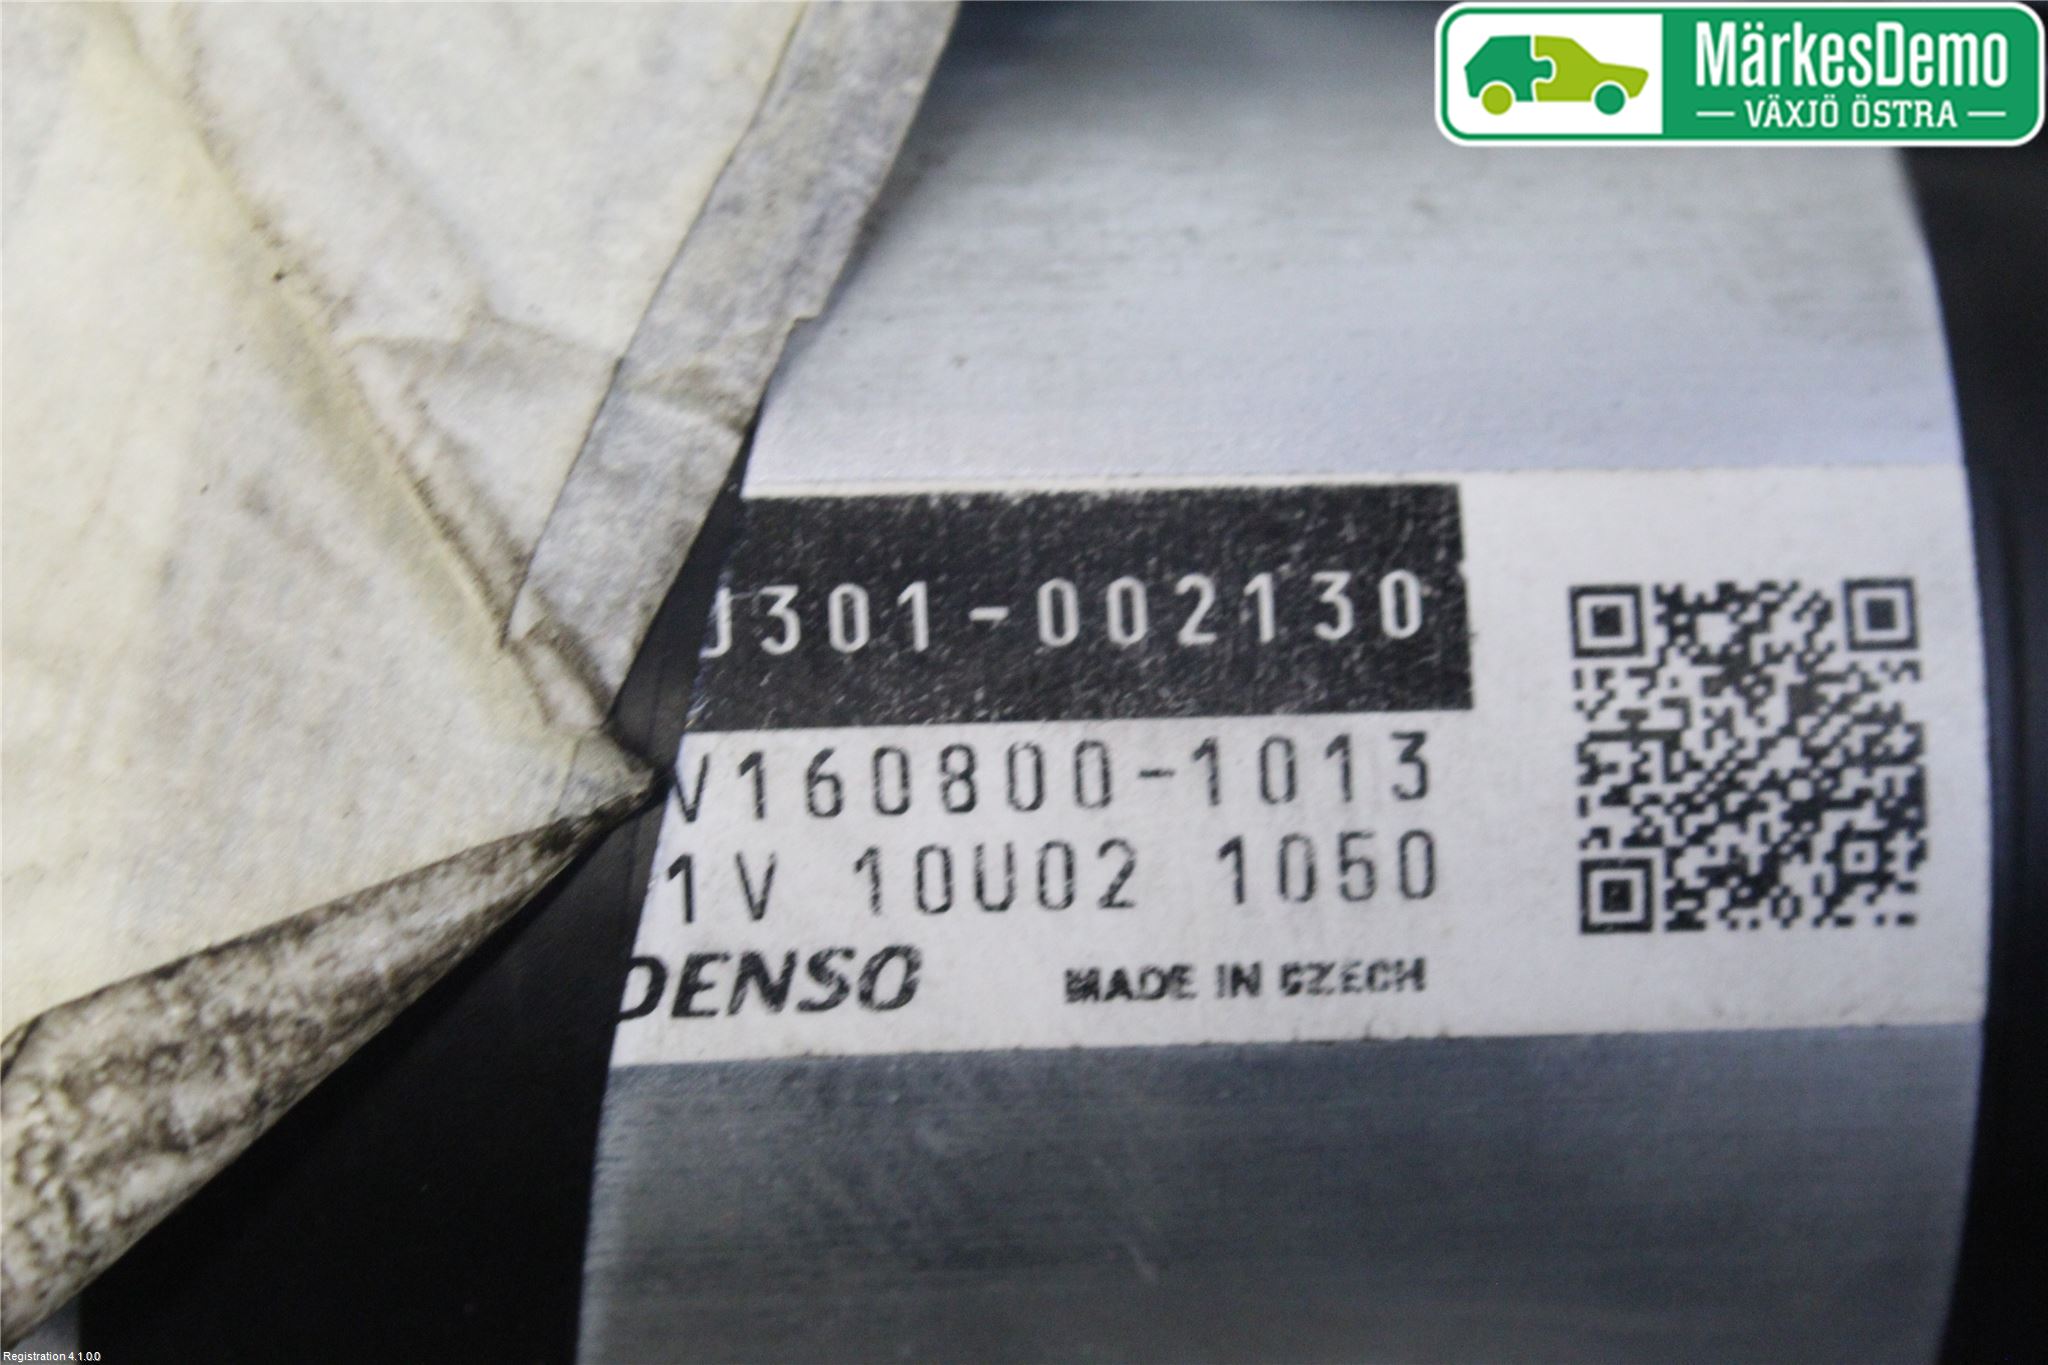 MärkesDemo
VÄXJÖ ÖSTRA
J301-002130
V160800-1013
1V 10U02 1050
DENSO MADE IN CZECH
Registration 4.1.0.0